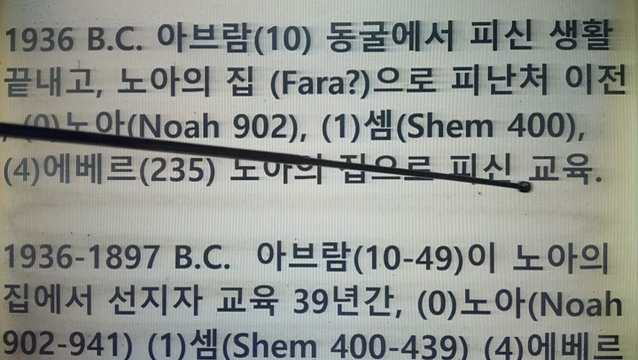 1936 B.C. 아브람(10) 동굴에서 피신 생활
끝내고, 노아의 집 (Fara?)으로 피난처 이전
, (0)노아(Noah 902), (1)셈(Shem 400),
(4)에베르(235) 노아의 집으로 피신 교육.
1936-1897 B.C. 아브람(10-49)이 노아의
집에서 선지자 교육 39년간, (0)노아(Noah
902-941) (1)셈(Shem 400-439) (4)에베르